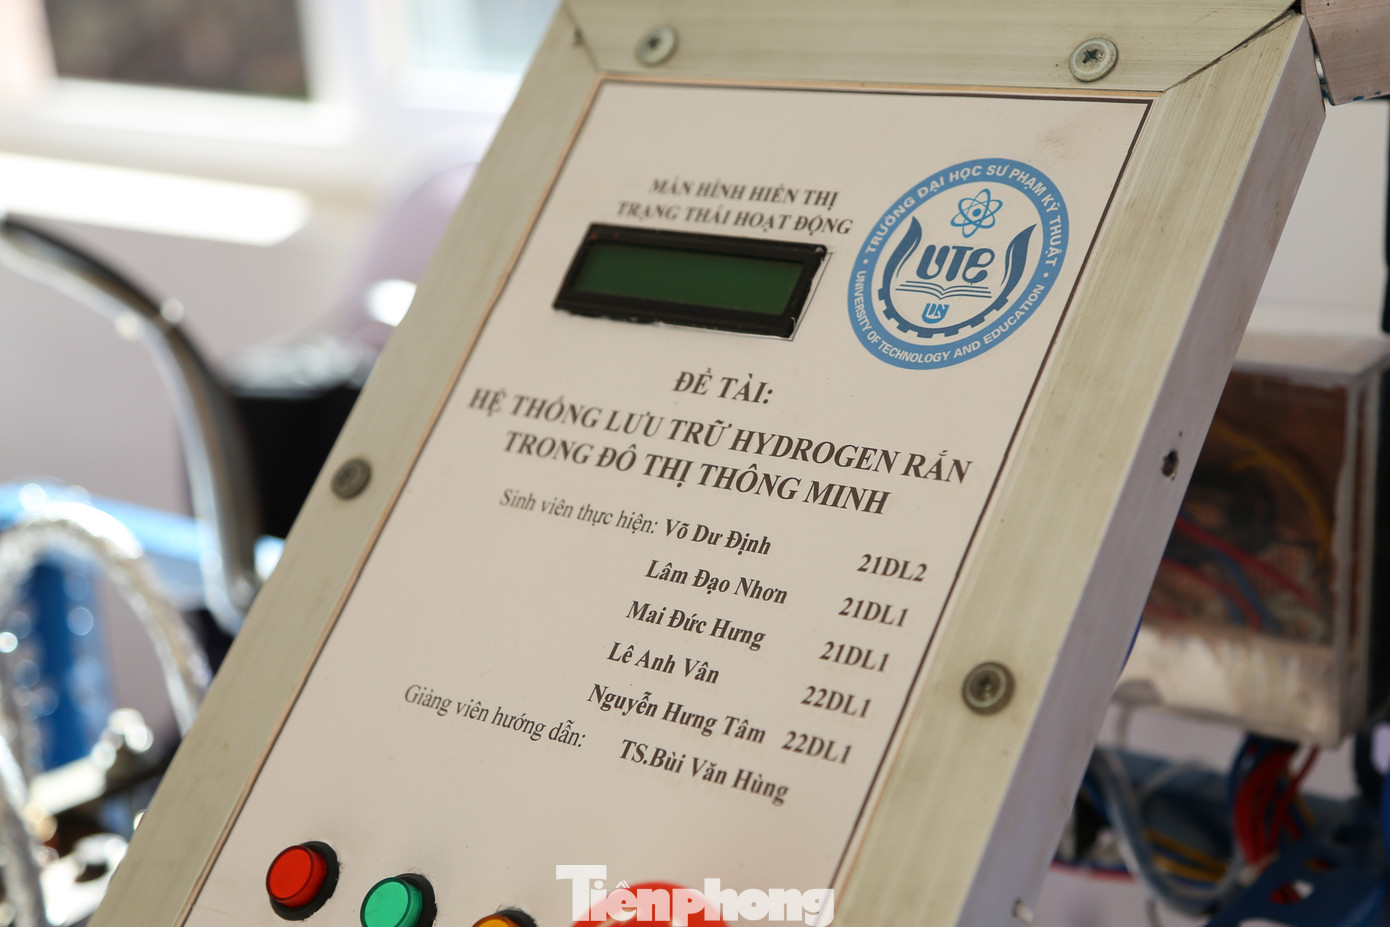 MÀN HÌNH HIỂN THỊ
TRẠNG THÁI HOẠT ĐỘNG
TRƯỜNG ĐẠI HỌC SƯ PHẠM KỸ THUẬT
UTE
UNIVERSITY OF TECHNOLOGY AND EDUCATION
ĐỀ TÀI:
HỆ THỐNG LƯU TRỮ HYDROGEN RẮN
TRONG ĐÔ THỊ THÔNG MINH
Sinh viên thực hiện: Võ Dư Định 21DL2
Lâm Đạo Nhơn 21DL1
Mai Đức Hưng 21DL1
Lê Anh Vân 22DL1
Nguyễn Hưng Tâm 22DL1
Giảng viên hướng dẫn: TS.Bùi Văn Hùng
Tiênphong